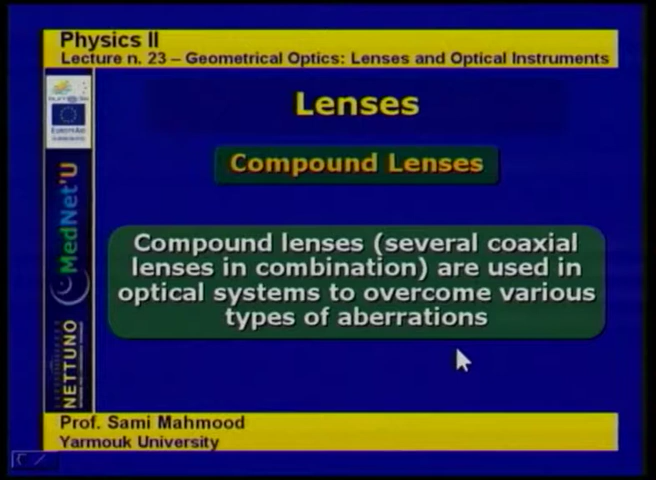 Physics II
Lecture n. 23 – Geometrical Optics: Lenses and Optical Instruments
Lenses
Compound Lenses
MedNet'U
NETTUNO
Compound lenses (several coaxial
lenses in combination) are used in
optical systems to overcome various
types of aberrations
Prof. Sami Mahmood
Yarmouk University